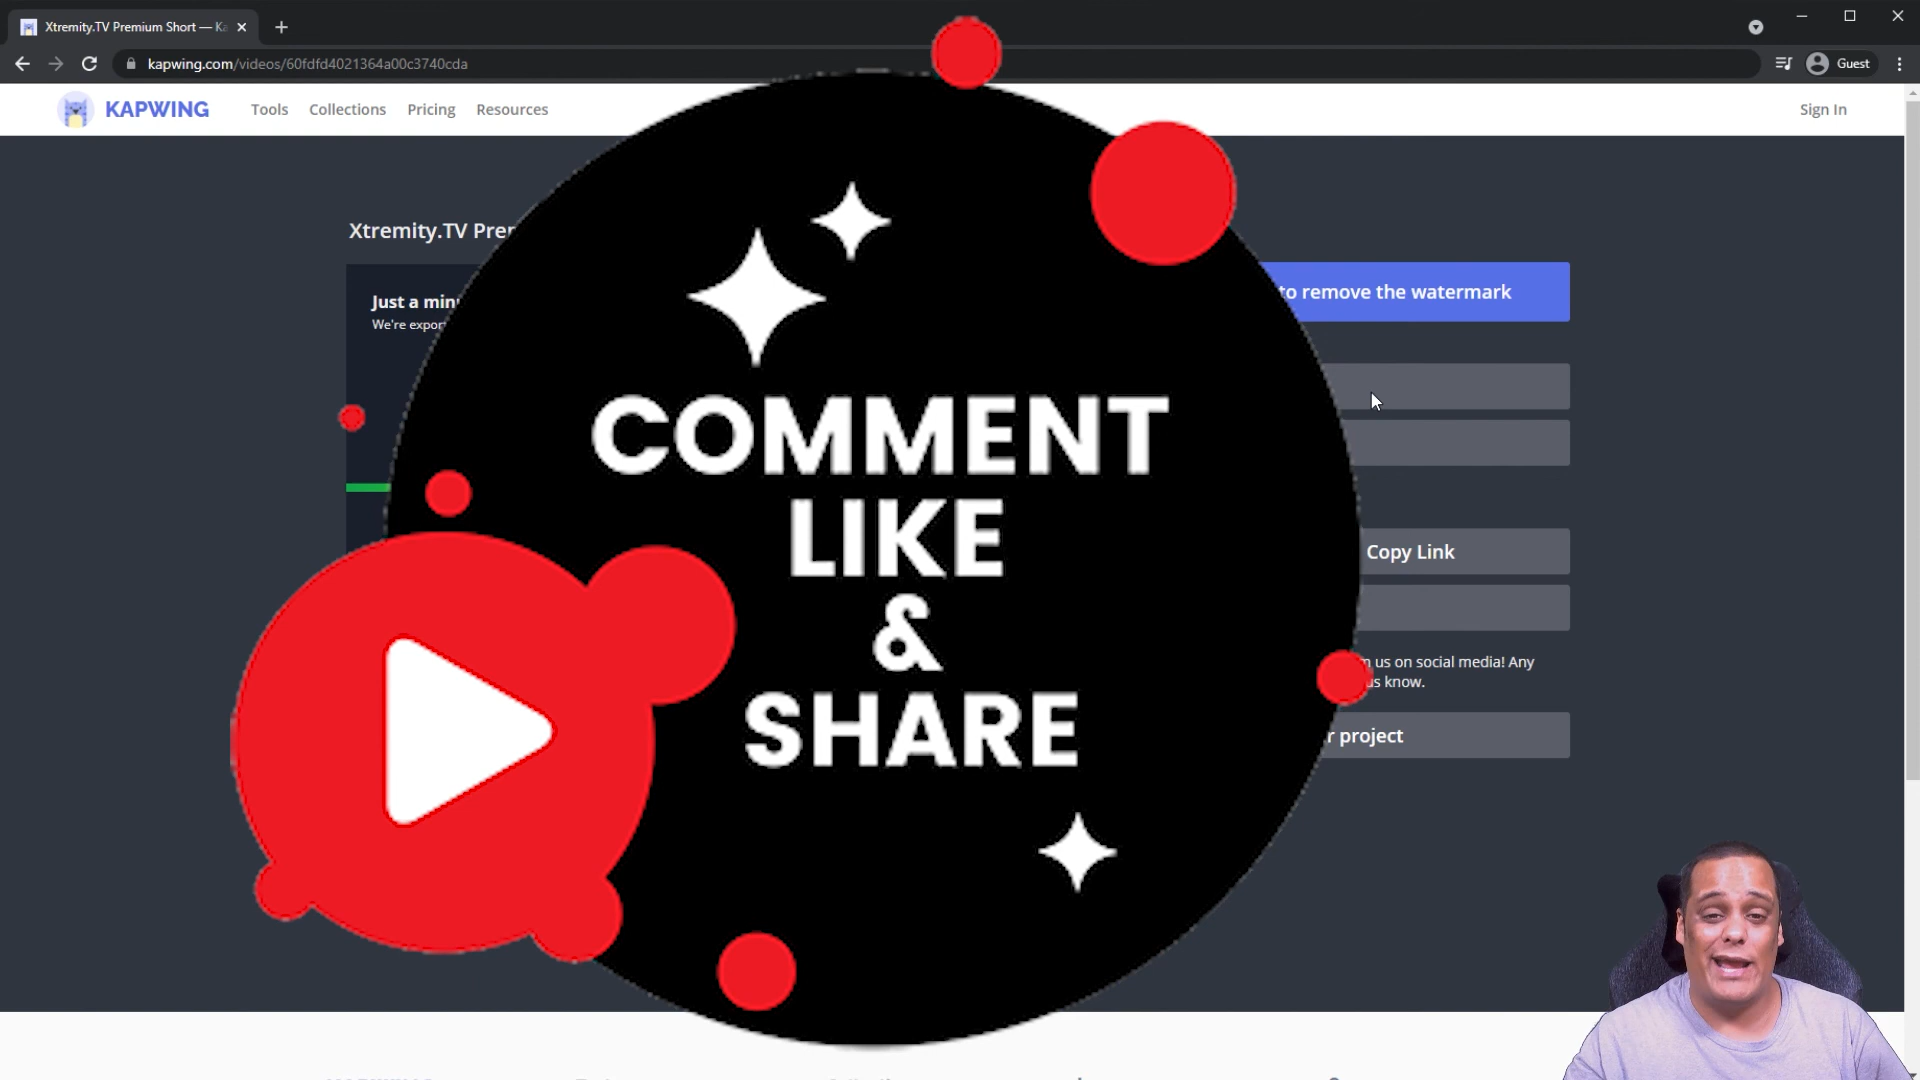 Xtremity.TV Premium Short — Ka
kapwing.com/videos/60fdfd4021364a00c3740cda
Guest
KAPWING
Tools
Collections
Pricing
Resources
Sign In
Xtremity.TV Prer
to remove the watermark
Just a min
We're expor
COMMENT
LIKE
&
SHARE
Copy Link
us on social media! Any
us know.
project